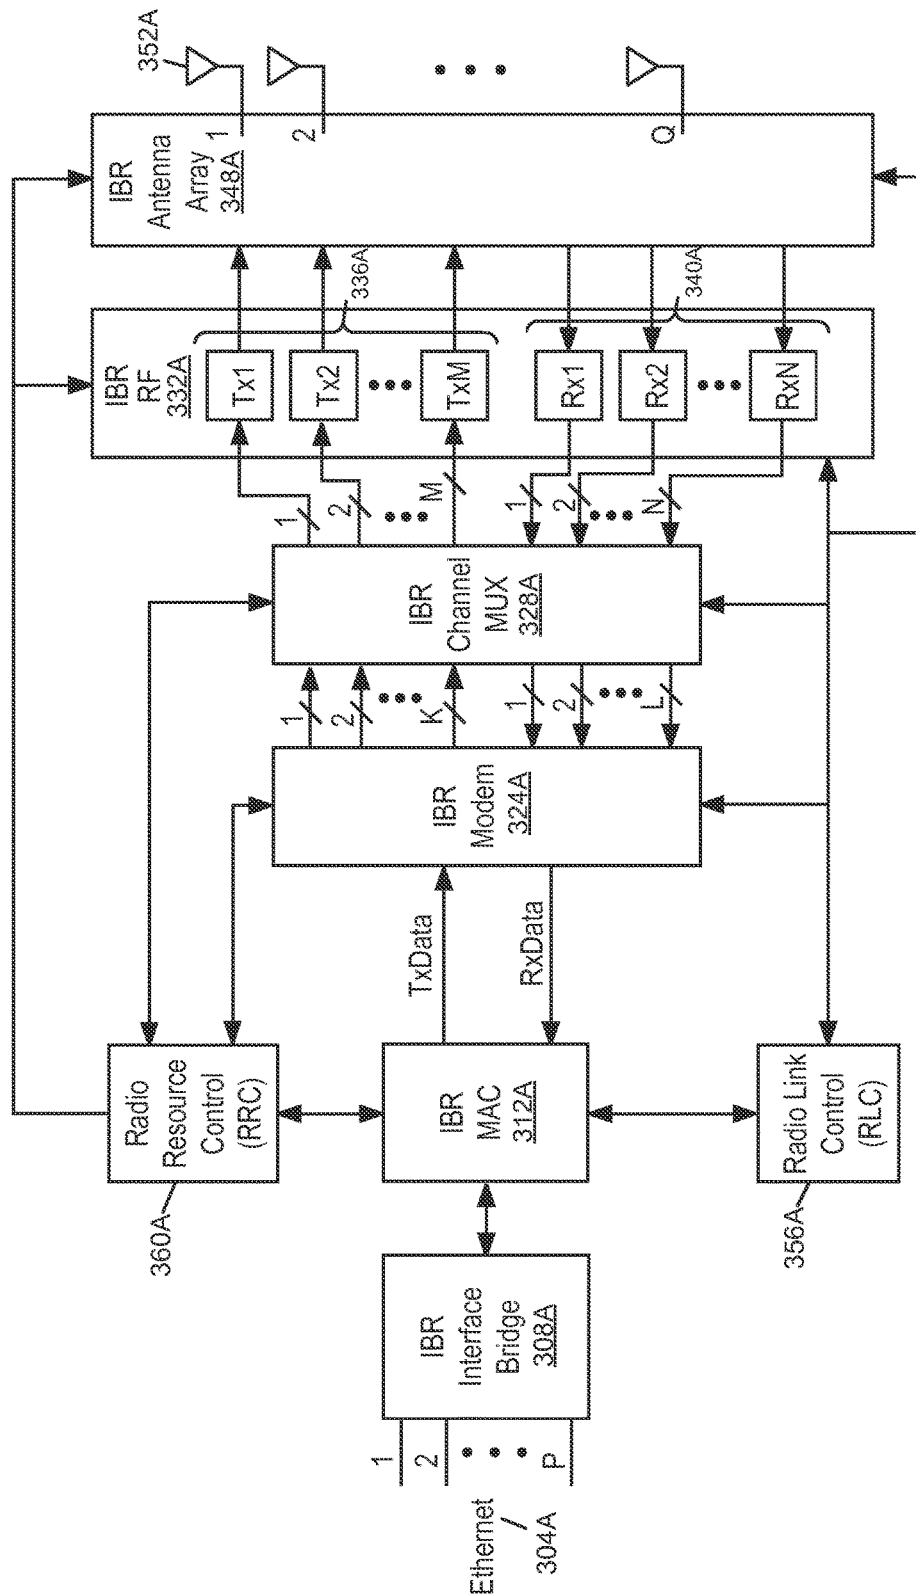 Ethernet
304A
1
2
P
IBR
Interface
Bridge
308A
360A
Radio
Resource
Control
(RRC)
IBR
MAC
312A
356A
Radio Link
Control
(RLC)
TxData
RxData
IBR
Modem
324A
1
2
K
1
2
L
IBR
Channel
MUX
328A
1
2
M
1
2
N
IBR
RF
332A
Tx1
Tx2
TxM
336A
Rx1
Rx2
RxN
340A
IBR
Antenna
Array
348A
1
2
Q
352A